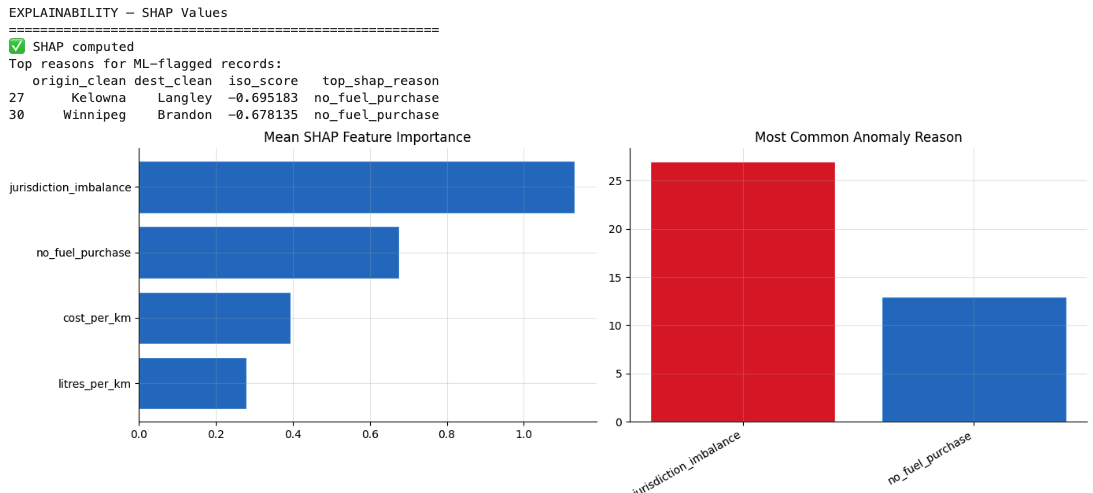 EXPLAINABILITY — SHAP Values
=======================================================
✅ SHAP computed
Top reasons for ML-flagged records:
origin_clean dest_clean iso_score top_shap_reason
27 Kelowna Langley -0.695183 no_fuel_purchase
30 Winnipeg Brandon -0.678135 no_fuel_purchase
Mean SHAP Feature Importance
jurisdiction_imbalance
no_fuel_purchase
cost_per_km
litres_per_km
0.0 0.2 0.4 0.6 0.8 1.0
Most Common Anomaly Reason
25
20
15
10
5
0
jurisdiction_imbalance
no_fuel_purchase